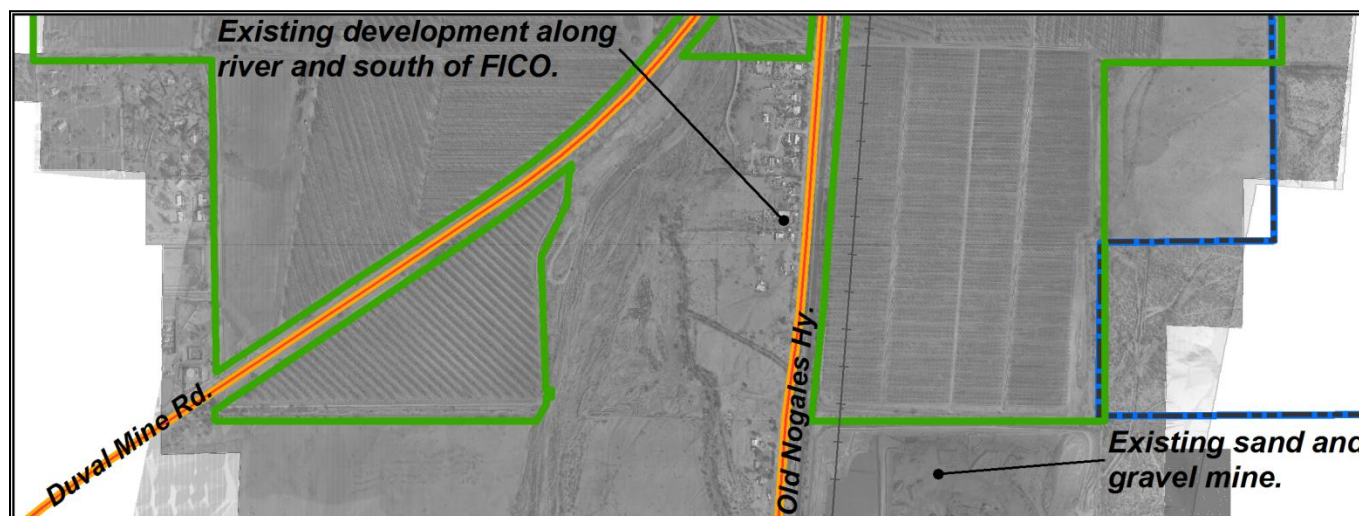 Existing development along
river and south of FICO.
Duval Mine Rd.
Old Nogales Hy.
Existing sand and
gravel mine.